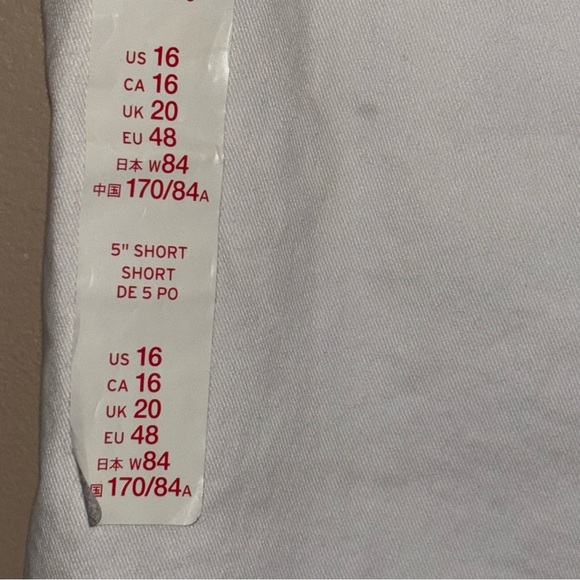 US 16
CA 16
UK 20
EU 48
日本 W84
中国 170/84A
5" SHORT
SHORT
DE 5 PO
US 16
CA 16
UK 20
EU 48
日本 W84
国 170/84A